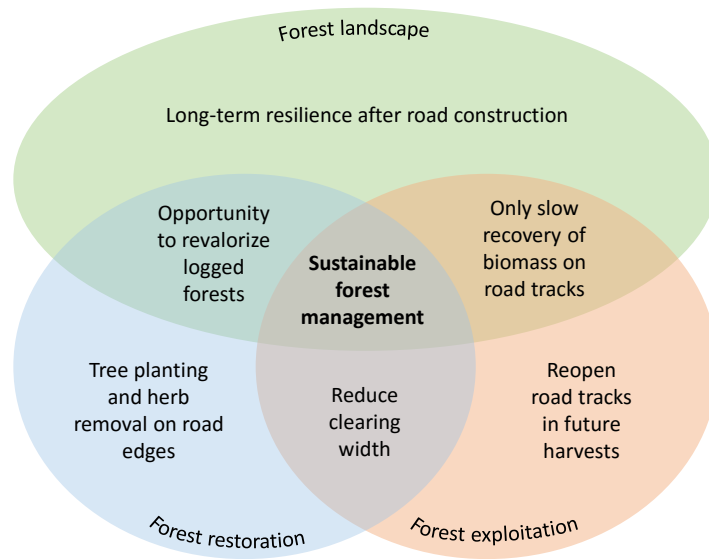 Forest landscape
Long-term resilience after road construction
Opportunity
to revalorize
logged
forests
Only slow
recovery of
biomass on
road tracks
Sustainable
forest
management
Tree planting
and herb
removal on road
edges
Reduce
clearing
width
Reopen
road tracks
in future
harvests
Forest restoration
Forest exploitation